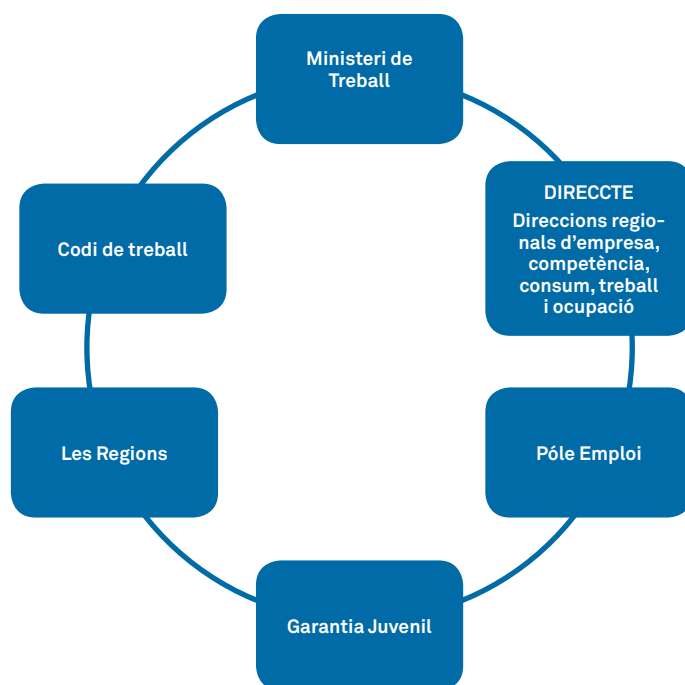 Ministeri de
Treball
DIRECCTE
Direccions regio-
nals d'empresa,
competència,
consum, treball
i ocupació
Codi de treball
Les Regions
Póle Emploi
Garantia Juvenil